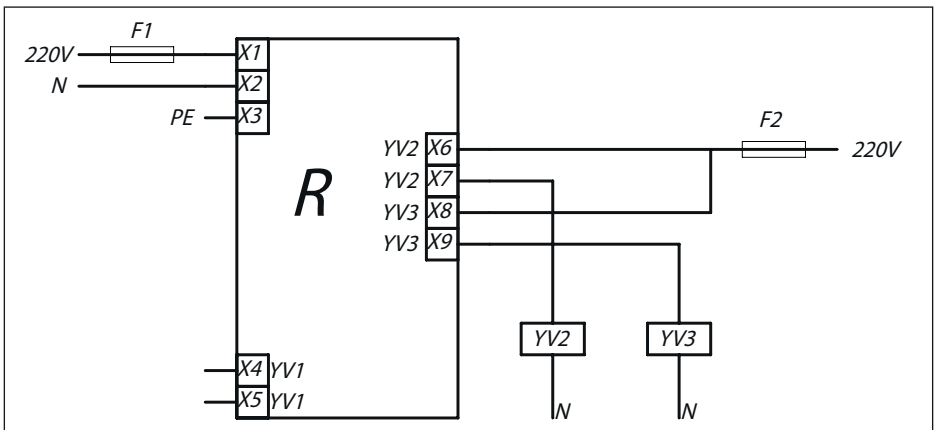 F1
220V X1
N X2
PE X3
F2
YV2 X6 220V
YV2 X7
R
YV3 X8
YV3 X9
YV2 YV3
X4 YV1
X5 YV1
N N